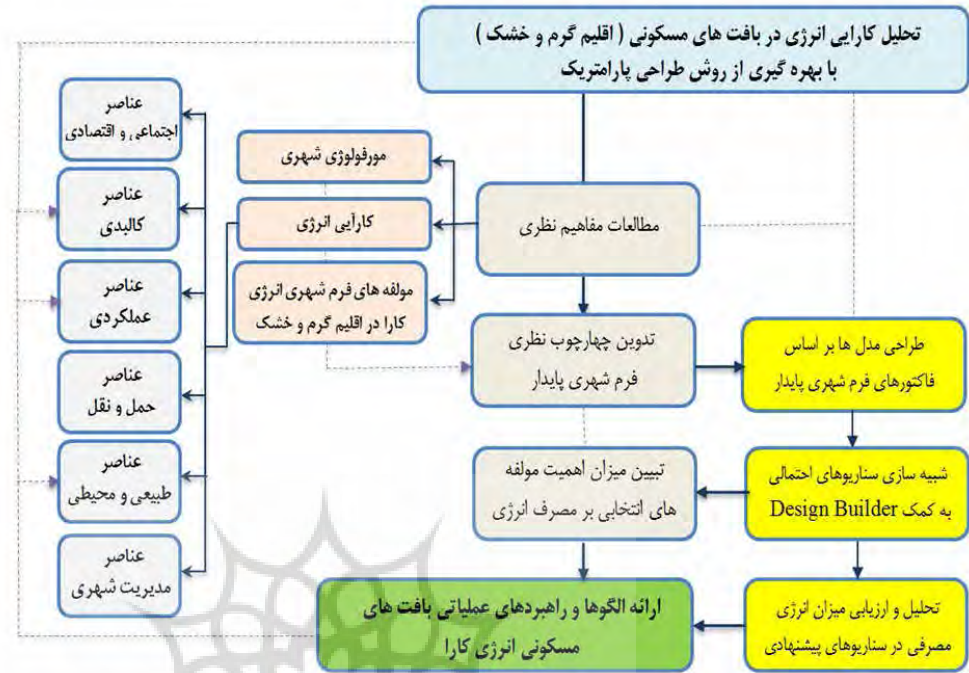 تحلیل کارایی انرژی در بافت های مسکونی ( اقلیم گرم و خشک )
با بهره گیری از روش طراحی پارامتریک
مطالعات مفاهیم نظری
مورفولوژی شهری
کارآیی انرژی
مولفه های فرم شهری انرژی
کارا در اقلیم گرم و خشک
عناصر
اجتماعی و اقتصادی
عناصر
کالبدی
عناصر
عملکردی
عناصر
حمل و نقل
عناصر
طبیعی و محیطی
عناصر
مدیریت شهری
تدوین چهارچوب نظری
فرم شهری پایدار
طراحی مدل ها بر اساس
فاکتورهای فرم شهری پایدار
شبیه سازی سناریوهای احتمالی
به کمک Design Builder
تبیین میزان اهمیت مولفه
های انتخابی بر مصرف انرژی
تحلیل و ارزیابی میزان انرژی
مصرفی در سناریوهای پیشنهادی
ارائه الگوها و راهبردهای عملیاتی بافت های
مسکونی انرژی کارا